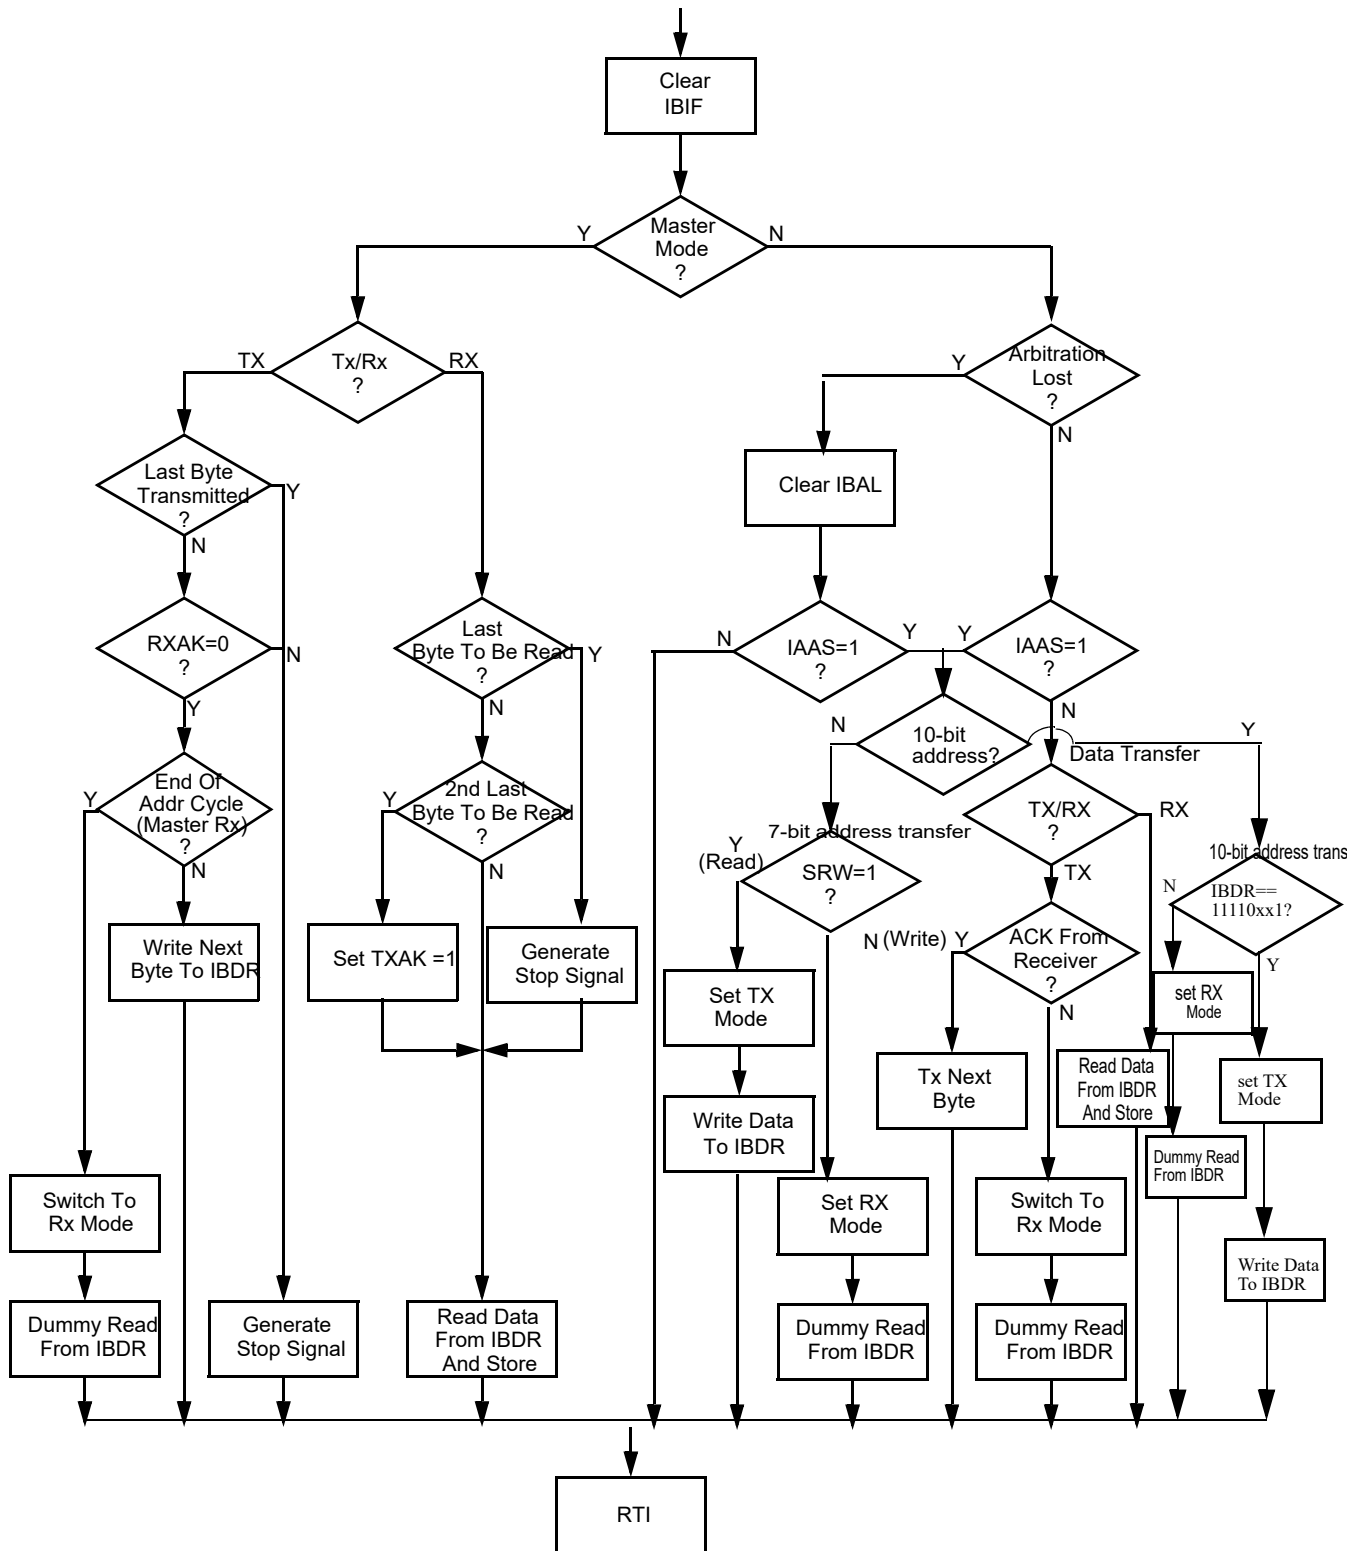 Clear
IBIF
Master
Mode
?
Y
N
Tx/Rx
?
TX
RX
Arbitration
Lost
?
Y
N
Last Byte
Transmitted
?
Y
N
Clear IBAL
RXAK=0
?
N
Y
Last
Byte To Be Read
?
Y
N
IAAS=1
?
N
Y
IAAS=1
?
Y
N
10-bit
address?
N
Y
Data Transfer
End Of
Addr Cycle
(Master Rx)
?
Y
N
2nd Last
Byte To Be Read
?
Y
N
7-bit address transfer
SRW=1
?
Y
(Read)
N (Write)
TX/RX
?
RX
TX
10-bit address trans
IBDR==
11110xx1?
N
Y
Write Next
Byte To IBDR
Set TXAK =1
Generate
Stop Signal
ACK From
Receiver
?
Y
N
Set TX
Mode
set RX
Mode
Tx Next
Byte
Read Data
From IBDR
And Store
set TX
Mode
Write Data
To IBDR
Dummy Read
From IBDR
Switch To
Rx Mode
Set RX
Mode
Switch To
Rx Mode
Write Data
To IBDR
Dummy Read
From IBDR
Generate
Stop Signal
Read Data
From IBDR
And Store
Dummy Read
From IBDR
Dummy Read
From IBDR
RTI